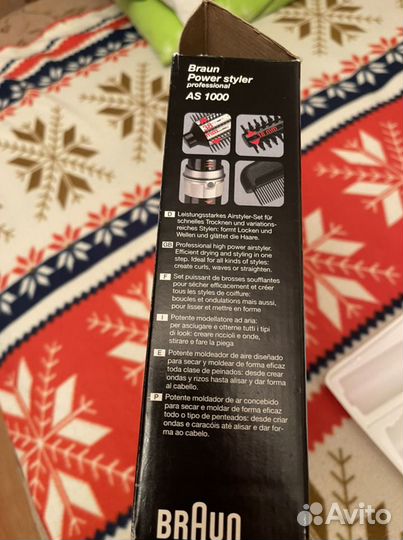 Braun
Power styler
professional
AS 1000
D Leistungsstarkes Airstyler-Set für
schnelles Trocknen und variations-
reiches Stylen: formt Locken und
Wellen und glättet die Haare.
GB Professional high power airstyler.
Efficient drying and styling in one
step. Ideal for all kinds of styles:
create curls, waves or straighten.
F Set puissant de brosses soufflantes
pour sécher efficacement et créer
tous les styles de coiffure:
boucles et ondulations mais aussi,
pour lisser et mettre en forme
I Potente modellatore ad aria:
per asciugare e ottenre tutti i tipi
di look: creare riccioli e onde,
stirare o fare la piega
E Potente moldeador de aire diseñado
para secar y moldear de forma eficaz
toda clase de peinados: desde crear
ondas y rizos hasta alisar y dar forma
al cabello.
P Potente moldador de ar concebido
para secar e moldar de forma eficaz
todo o tipo de penteados: desde criar
ondas e caracóis até alisar e dar for-
ma ao cabelo.
BRAUN
Avito